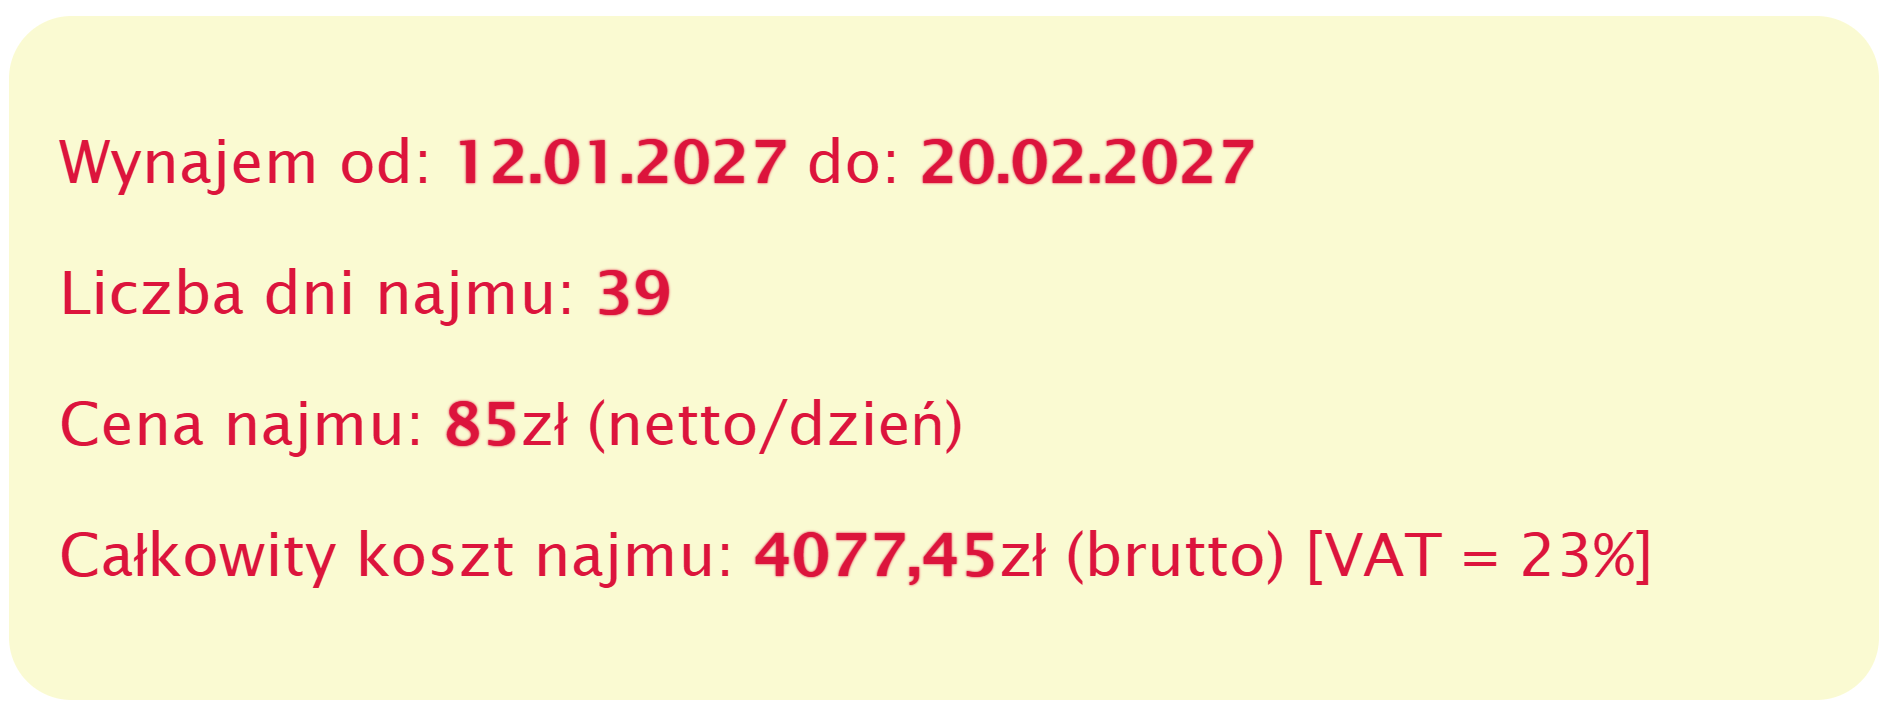 Wynajem od: 12.01.2027 do: 20.02.2027
Liczba dni najmu: 39
Cena najmu: 85zł (netto/dzień)
Całkowity koszt najmu: 4077,45zł (brutto) [VAT = 23%]